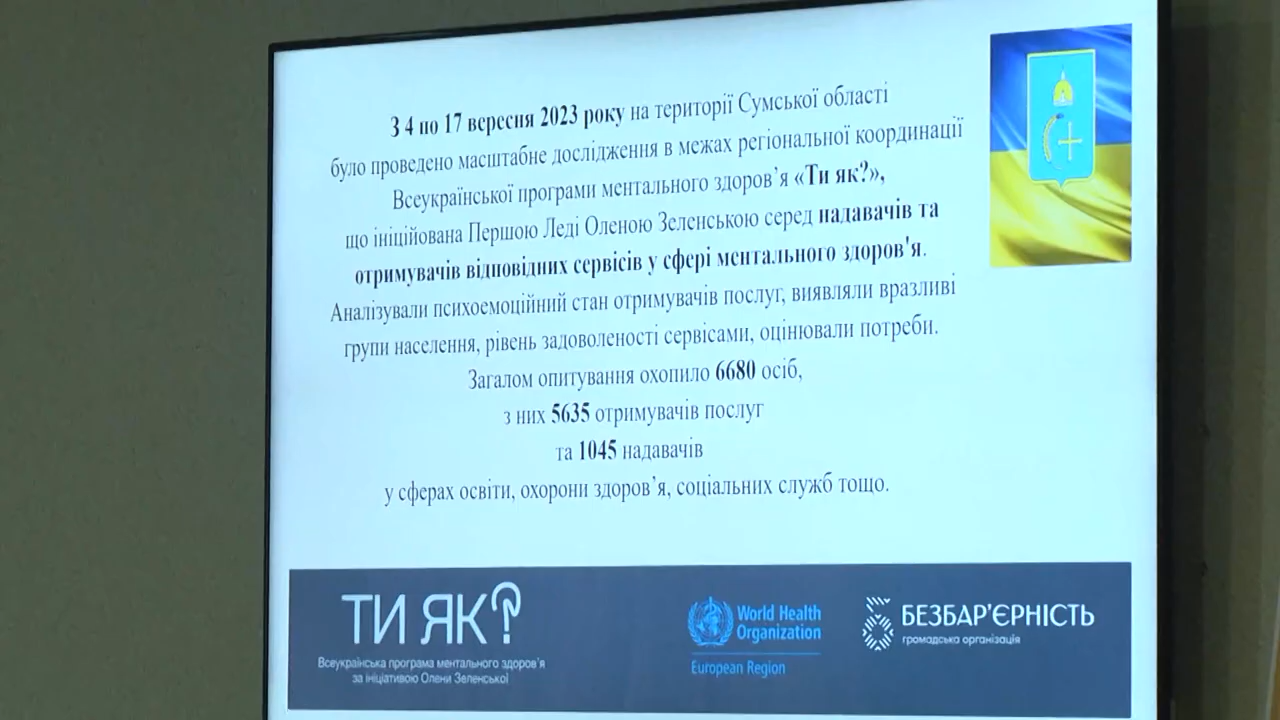 З 4 по 17 вересня 2023 року на території Сумської області
було проведено масштабне дослідження в межах регіональної координації
Всеукраїнської програми ментального здоров’я «Ти як?»,
що ініційована Першою Леді Оленою Зеленською серед надавачів та
отримувачів відповідних сервісів у сфері ментального здоров'я.
Аналізували психоемоційний стан отримувачів послуг, виявляли вразливі
групи населення, рівень задоволеності сервісами, оцінювали потреби.
Загалом опитування охопило 6680 осіб,
з них 5635 отримувачів послуг
та 1045 надавачів
у сферах освіти, охорони здоров’я, соціальних служб тощо.
ТИ ЯК?
Всеукраїнська програма ментального здоров’я
за ініціативою Олени Зеленської
World Health
Organization
European Region
БЕЗБАР’ЄРНІСТЬ
громадська організація